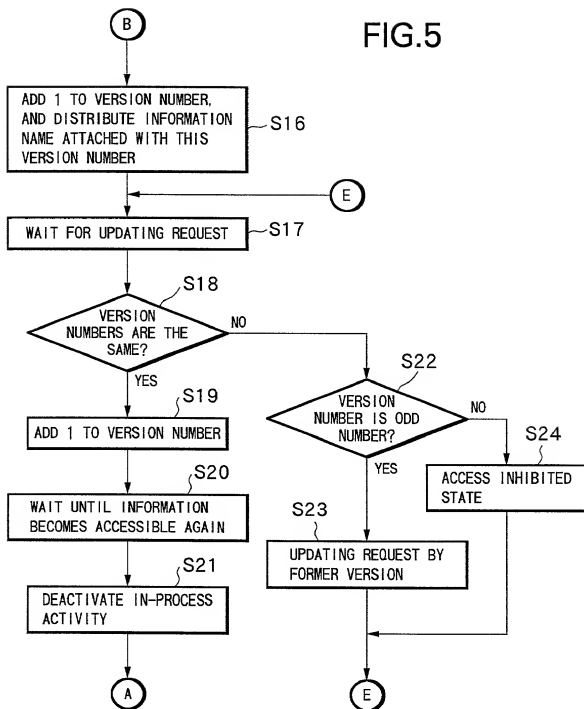 FIG.5
B
ADD 1 TO VERSION NUMBER,
AND DISTRIBUTE INFORMATION
NAME ATTACHED WITH THIS
VERSION NUMBER
S16
E
WAIT FOR UPDATING REQUEST
S17
VERSION
NUMBERS ARE THE
SAME?
S18
NO
YES
ADD 1 TO VERSION NUMBER
S19
WAIT UNTIL INFORMATION
BECOMES ACCESSIBLE AGAIN
S20
DEACTIVATE IN-PROCESS
ACTIVITY
S21
A
VERSION
NUMBER IS ODD
NUMBER?
S22
NO
YES
UPDATING REQUEST BY
FORMER VERSION
S23
ACCESS INHIBITED
STATE
S24
E